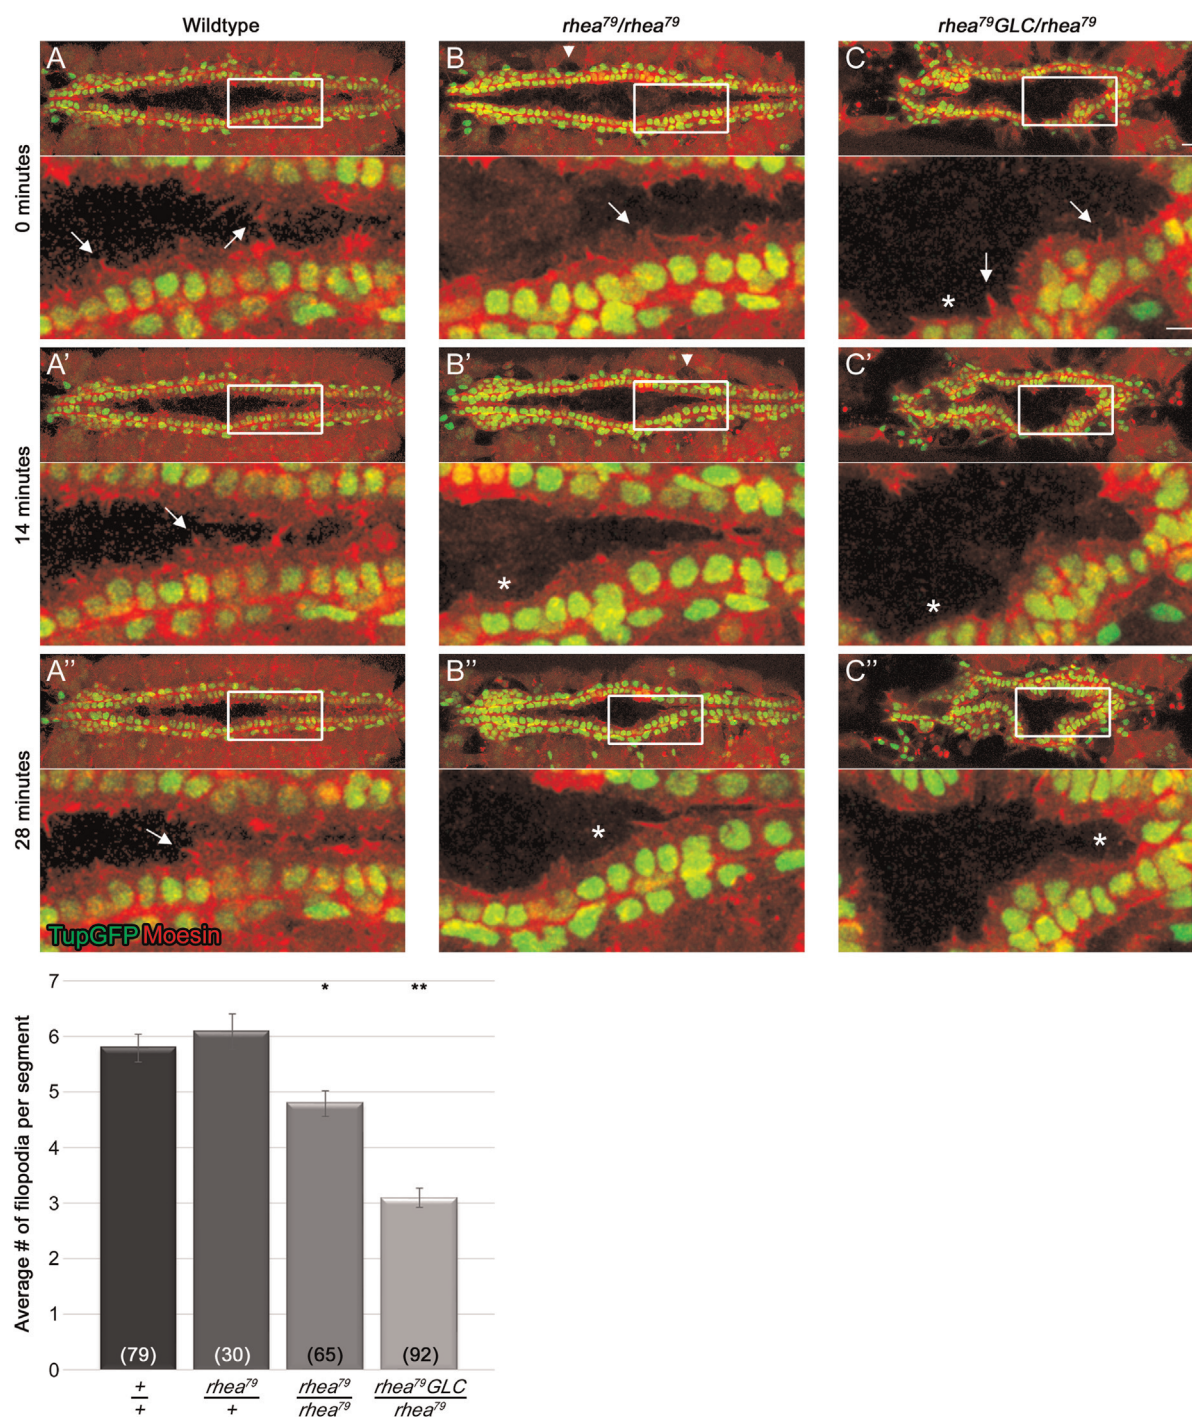 Wildtype
rhea⁷⁹/rhea⁷⁹
rhea⁷⁹GLC/rhea⁷⁹
0 minutes
A
B
C
*
14 minutes
A'
B'
C'
*
*
28 minutes
A''
B''
C''
*
*
TupGFP Moesin
Average # of filopodia per segment
7
6
5
4
3
2
1
0
*
**
(79)
(30)
(65)
(92)
+
+
rhea⁷⁹
+
rhea⁷⁹
rhea⁷⁹
rhea⁷⁹GLC
rhea⁷⁹